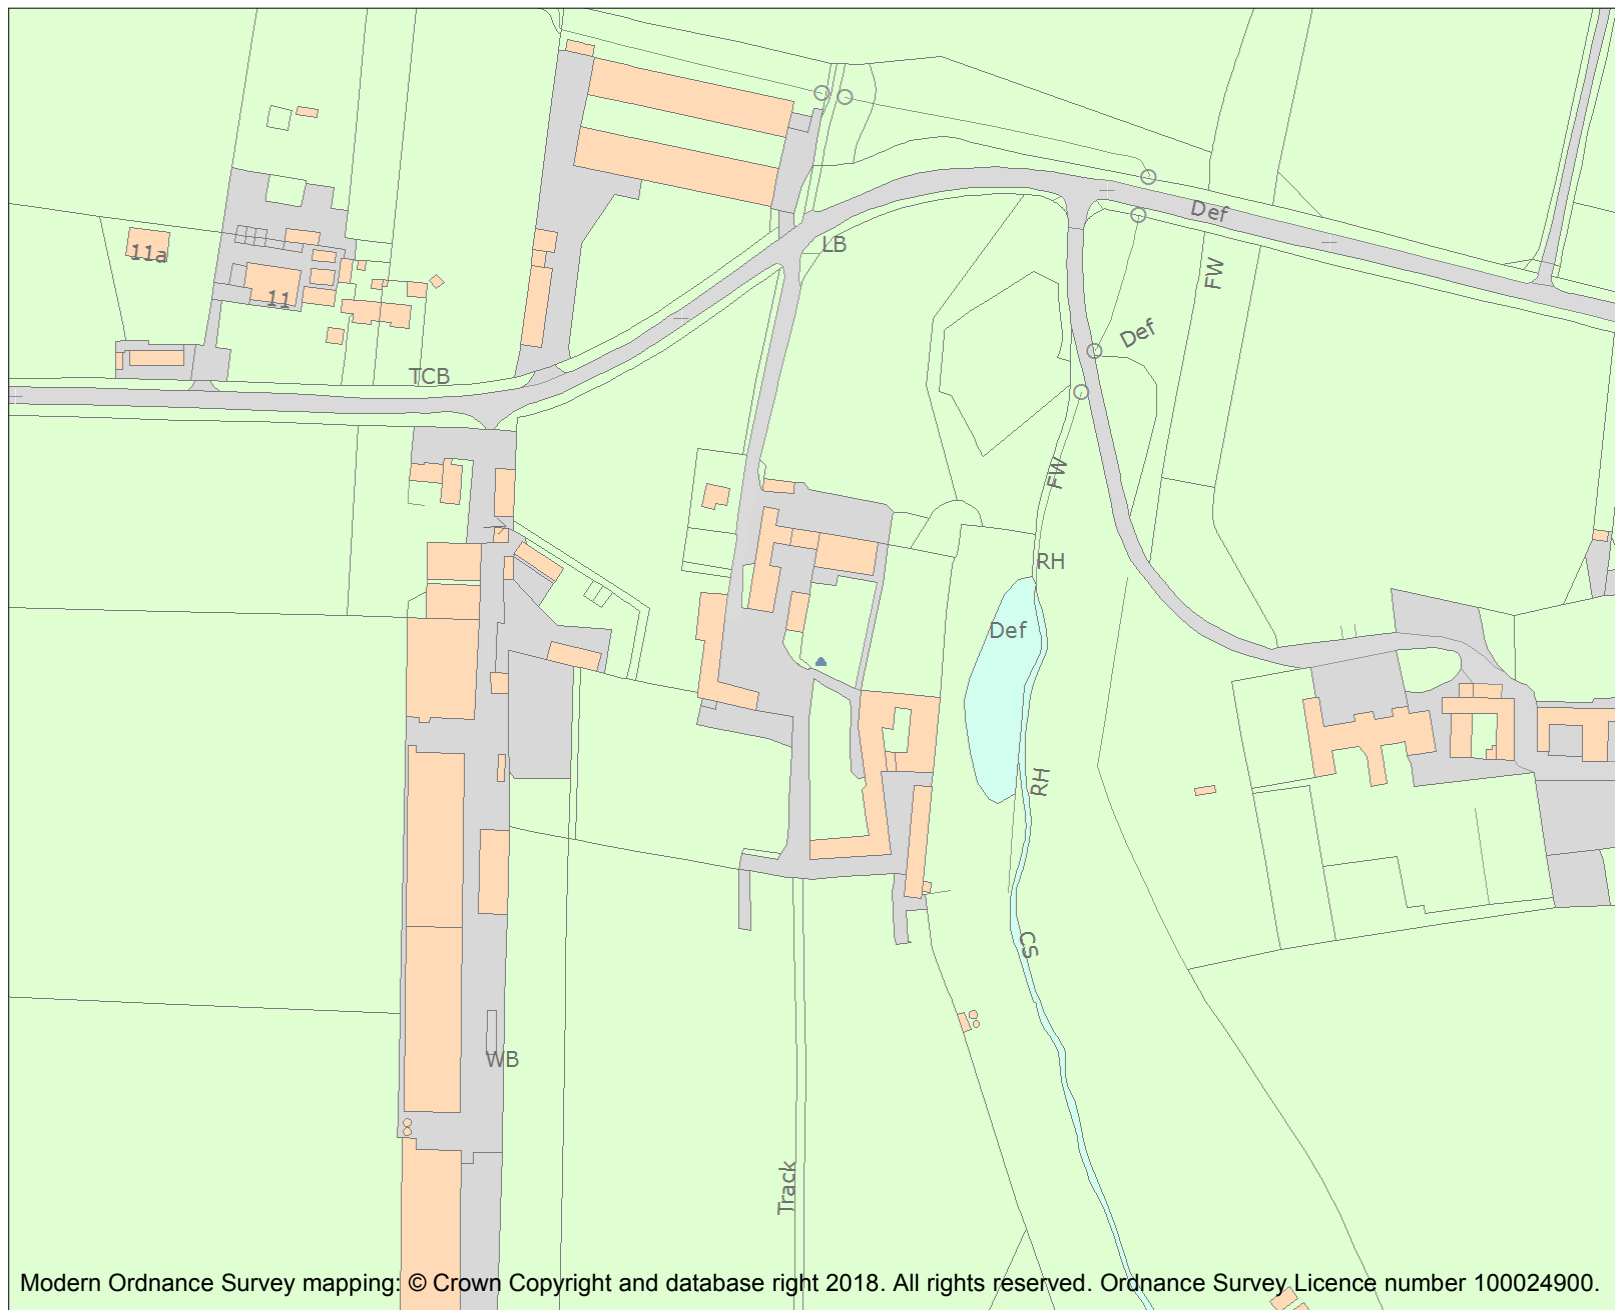 Def
LB
11a
FW
11
Def
TCB
FW
RH
Def
RH
CS
WB
Track
Modern Ordnance Survey mapping: © Crown Copyright and database right 2018. All rights reserved. Ordnance Survey Licence number 100024900.